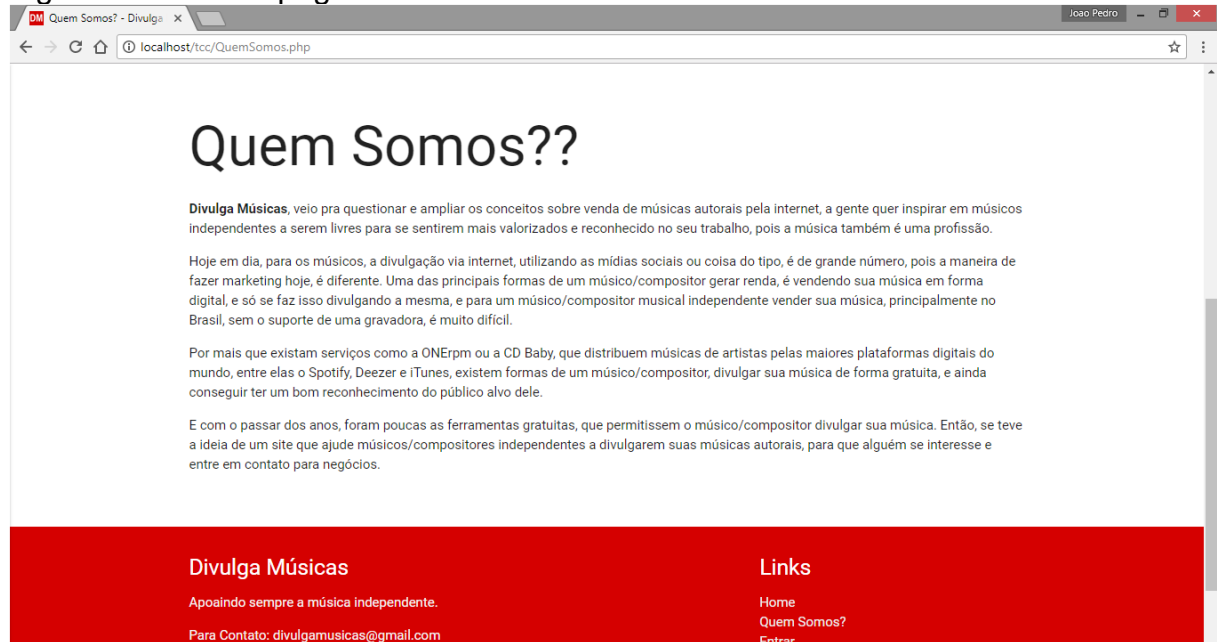 Quem Somos? - Divulga
Joao Pedro
localhost/tcc/QuemSomos.php
Quem Somos??
Divulga Músicas, veio pra questionar e ampliar os conceitos sobre venda de músicas autorais pela internet, a gente quer inspirar em músicos
independentes a serem livres para se sentirem mais valorizados e reconhecido no seu trabalho, pois a música também é uma profissão.
Hoje em dia, para os músicos, a divulgação via internet, utilizando as mídias sociais ou coisa do tipo, é de grande número, pois a maneira de
fazer marketing hoje, é diferente. Uma das principais formas de um músico/compositor gerar renda, é vendendo sua música em forma
digital, e só se faz isso divulgando a mesma, e para um músico/compositor musical independente vender sua música, principalmente no
Brasil, sem o suporte de uma gravadora, é muito difícil.
Por mais que existam serviços como a ONErpm ou a CD Baby, que distribuem músicas de artistas pelas maiores plataformas digitais do
mundo, entre elas o Spotify, Deezer e iTunes, existem formas de um músico/compositor, divulgar sua música de forma gratuita, e ainda
conseguir ter um bom reconhecimento do público alvo dele.
E com o passar dos anos, foram poucas as ferramentas gratuitas, que permitissem o músico/compositor divulgar sua música. Então, se teve
a ideia de um site que ajude músicos/compositores independentes a divulgarem suas músicas autorais, para que alguém se interesse e
entre em contato para negócios.
Divulga Músicas
Apoaindo sempre a música independente.
Para Contato: divulgamusicas@gmail.com
Links
Home
Quem Somos?
Entrar